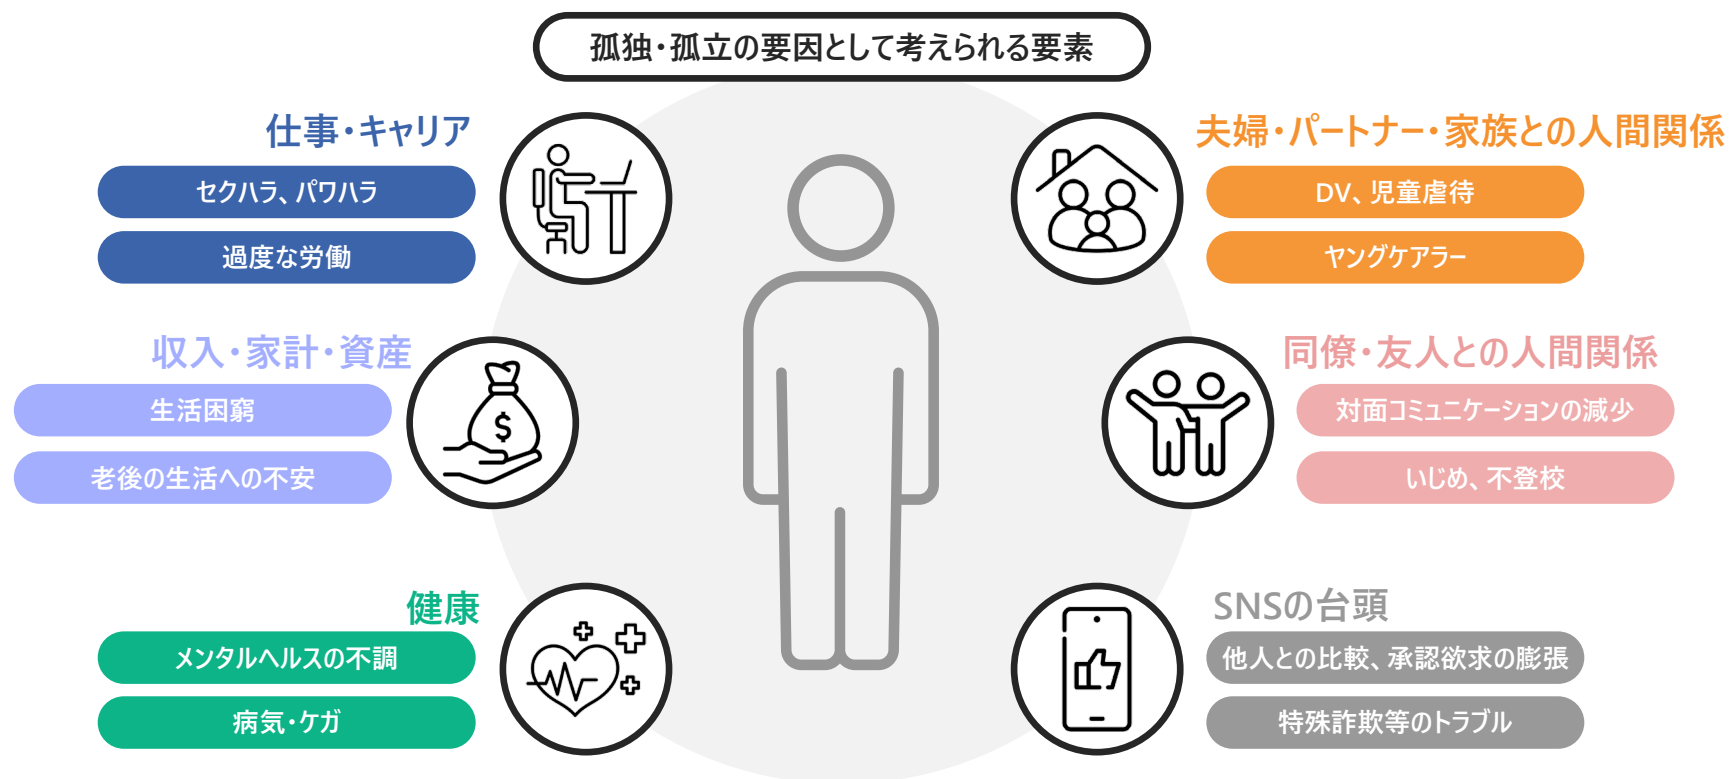 孤独・孤立の要因として考えられる要素
仕事・キャリア
セクハラ、パワハラ
過度な労働
収入・家計・資産
生活困窮
老後の生活への不安
健康
メンタルヘルスの不調
病気・ケガ
夫婦・パートナー・家族との人間関係
DV、児童虐待
ヤングケアラー
同僚・友人との人間関係
対面コミュニケーションの減少
いじめ、不登校
SNSの台頭
他人との比較、承認欲求の膨張
特殊詐欺等のトラブル
$